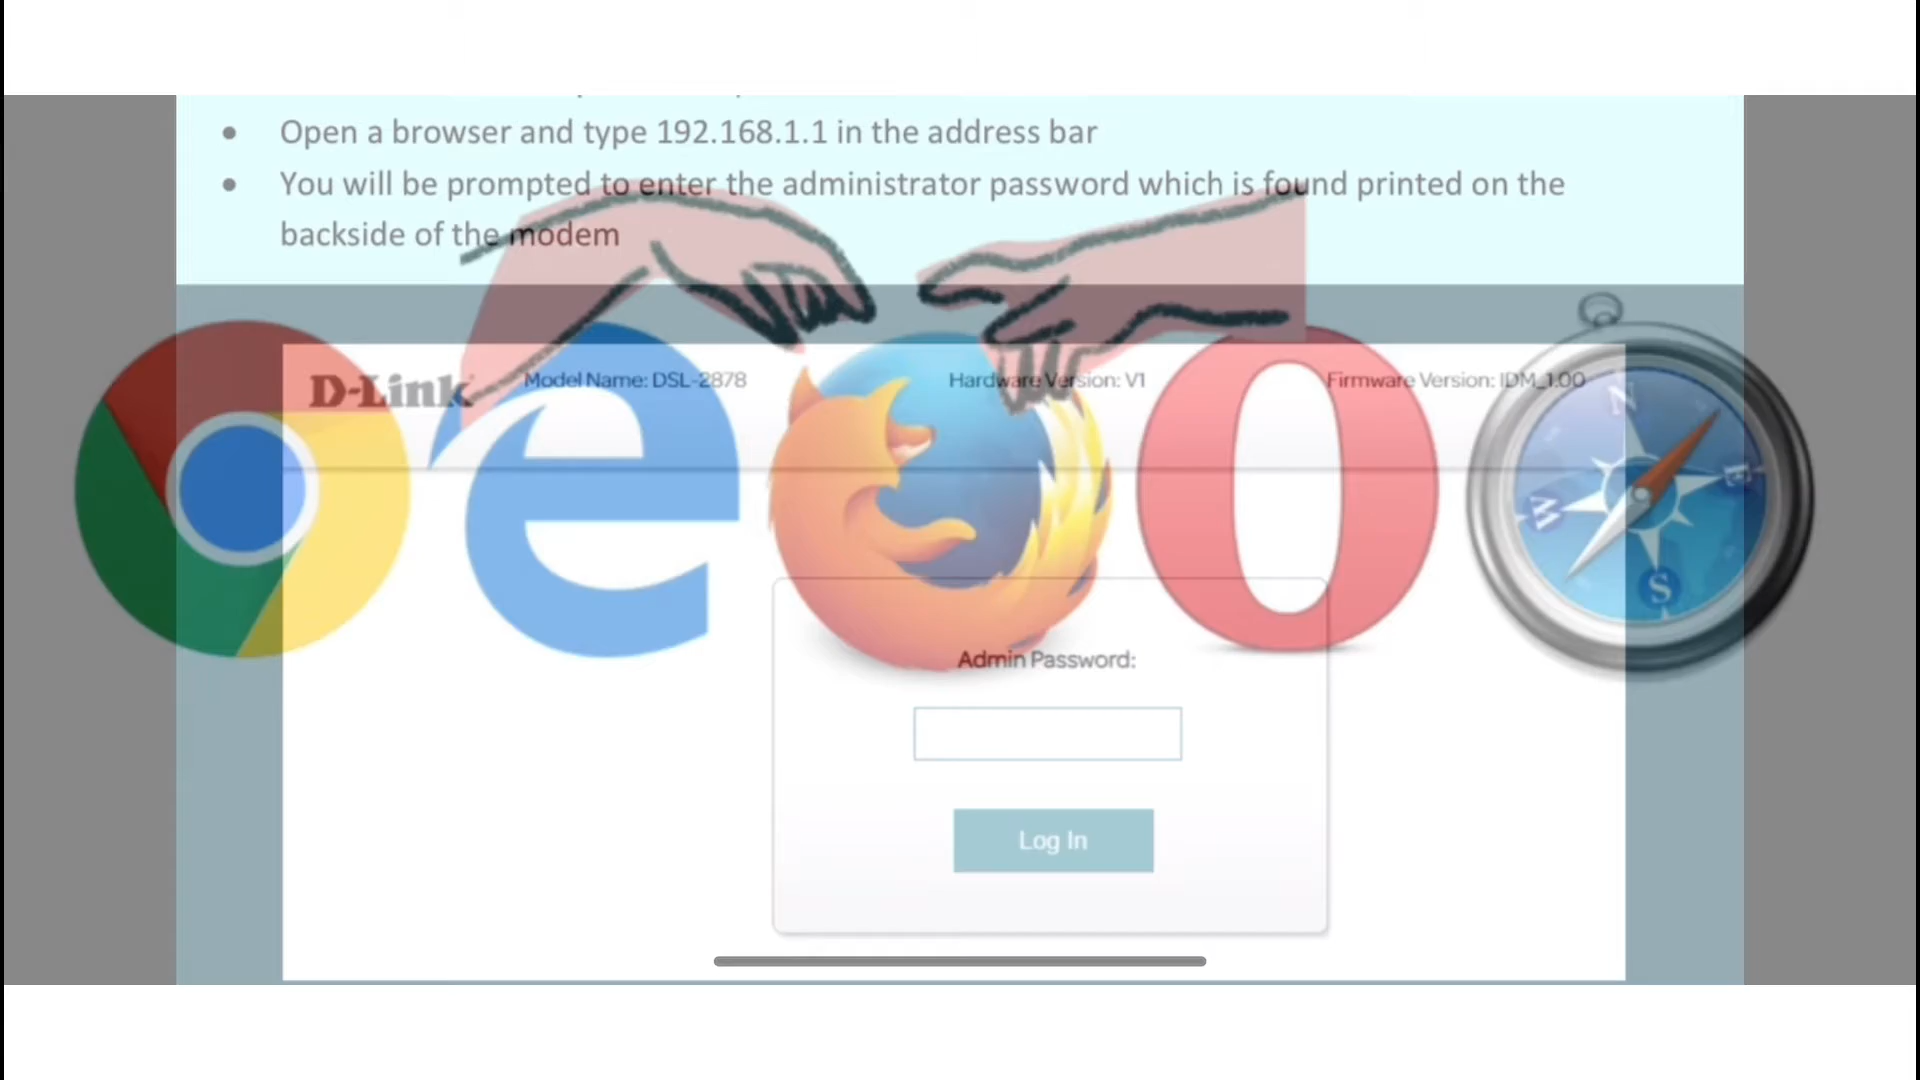 Open a browser and type 192.168.1.1 in the address bar
You will be prompted to enter the administrator password which is found printed on the
backside of the modem
D-Link
Model Name: DSL-2878
Hardware Version: V1
Firmware Version: IDM_1.00
N
E
W
S
Admin Password:
Log In